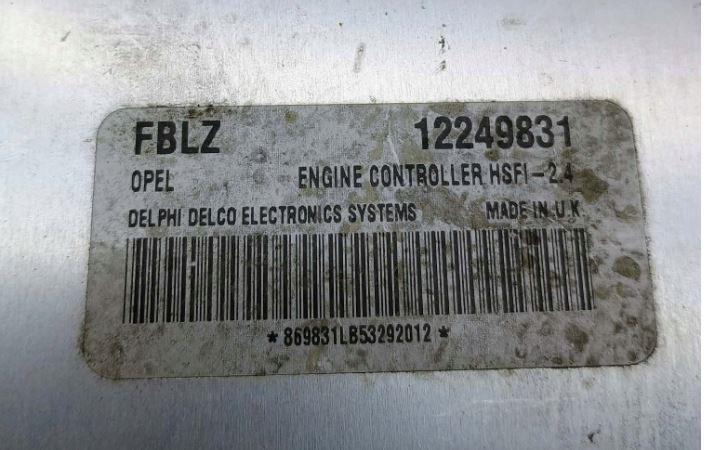 FBLZ 12249831
OPEL ENGINE CONTROLLER HSFI-2.4
DELPHI DELCO ELECTRONICS SYSTEMS MADE IN U.K
*869831LB53292012*